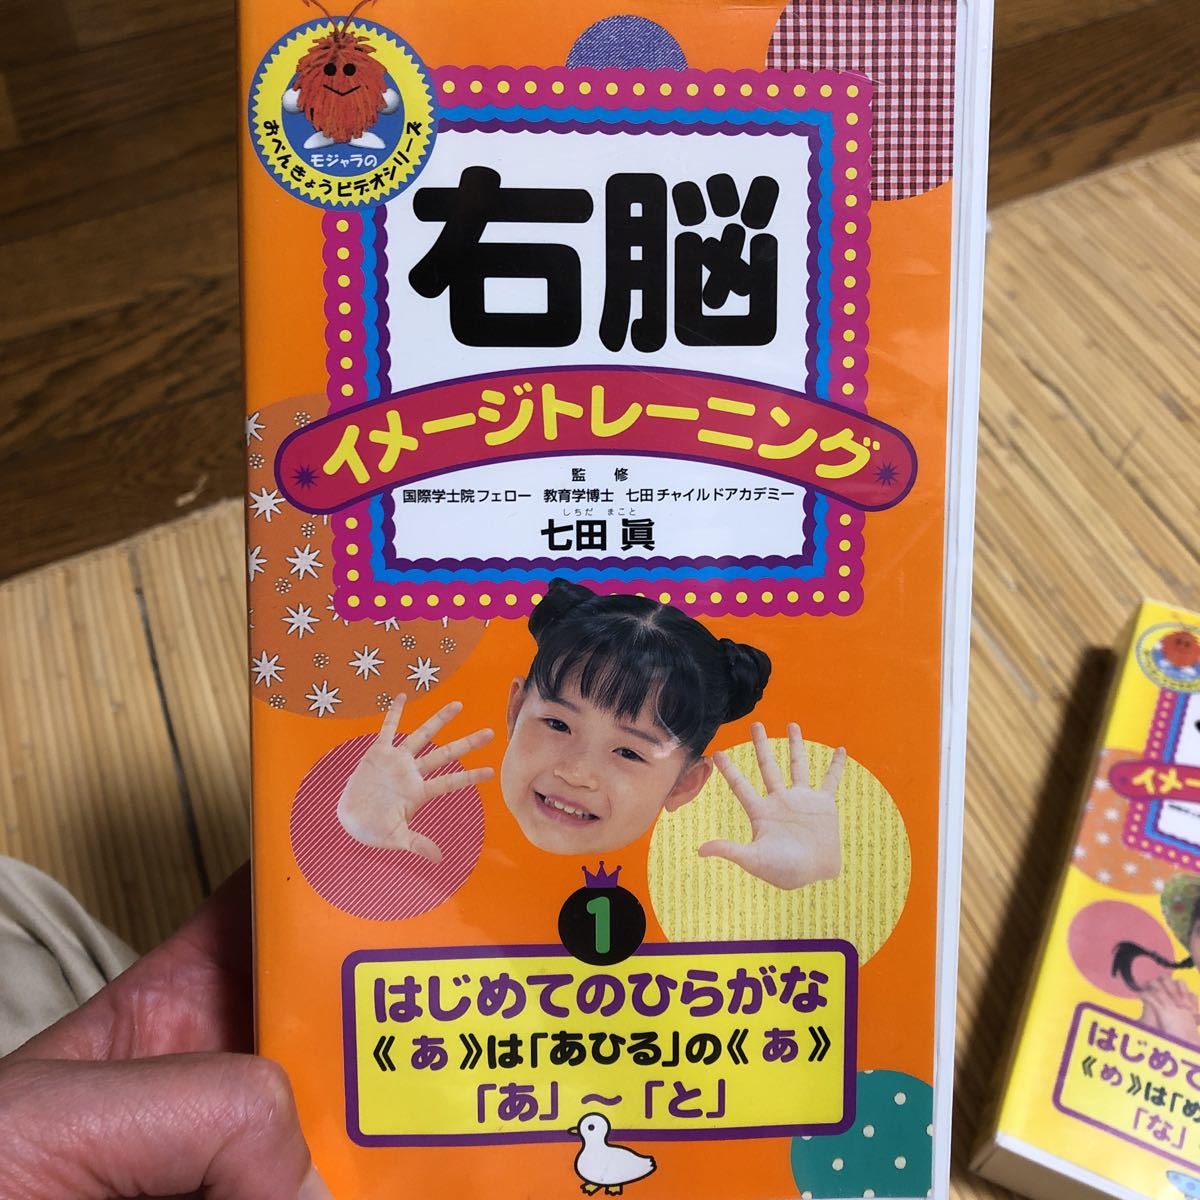 モジャラの
おべんきょうビデオシリーズ
右脳
イメージトレーニング
監修
国際学士院フェロー 教育学博士 七田チャイルドアカデミー
しちだ まこと
七田 眞
1
はじめてのひらがな
《あ》は「あひる」の《あ》
「あ」～「と」
イメ
はじめて
《め》は「め
「な」